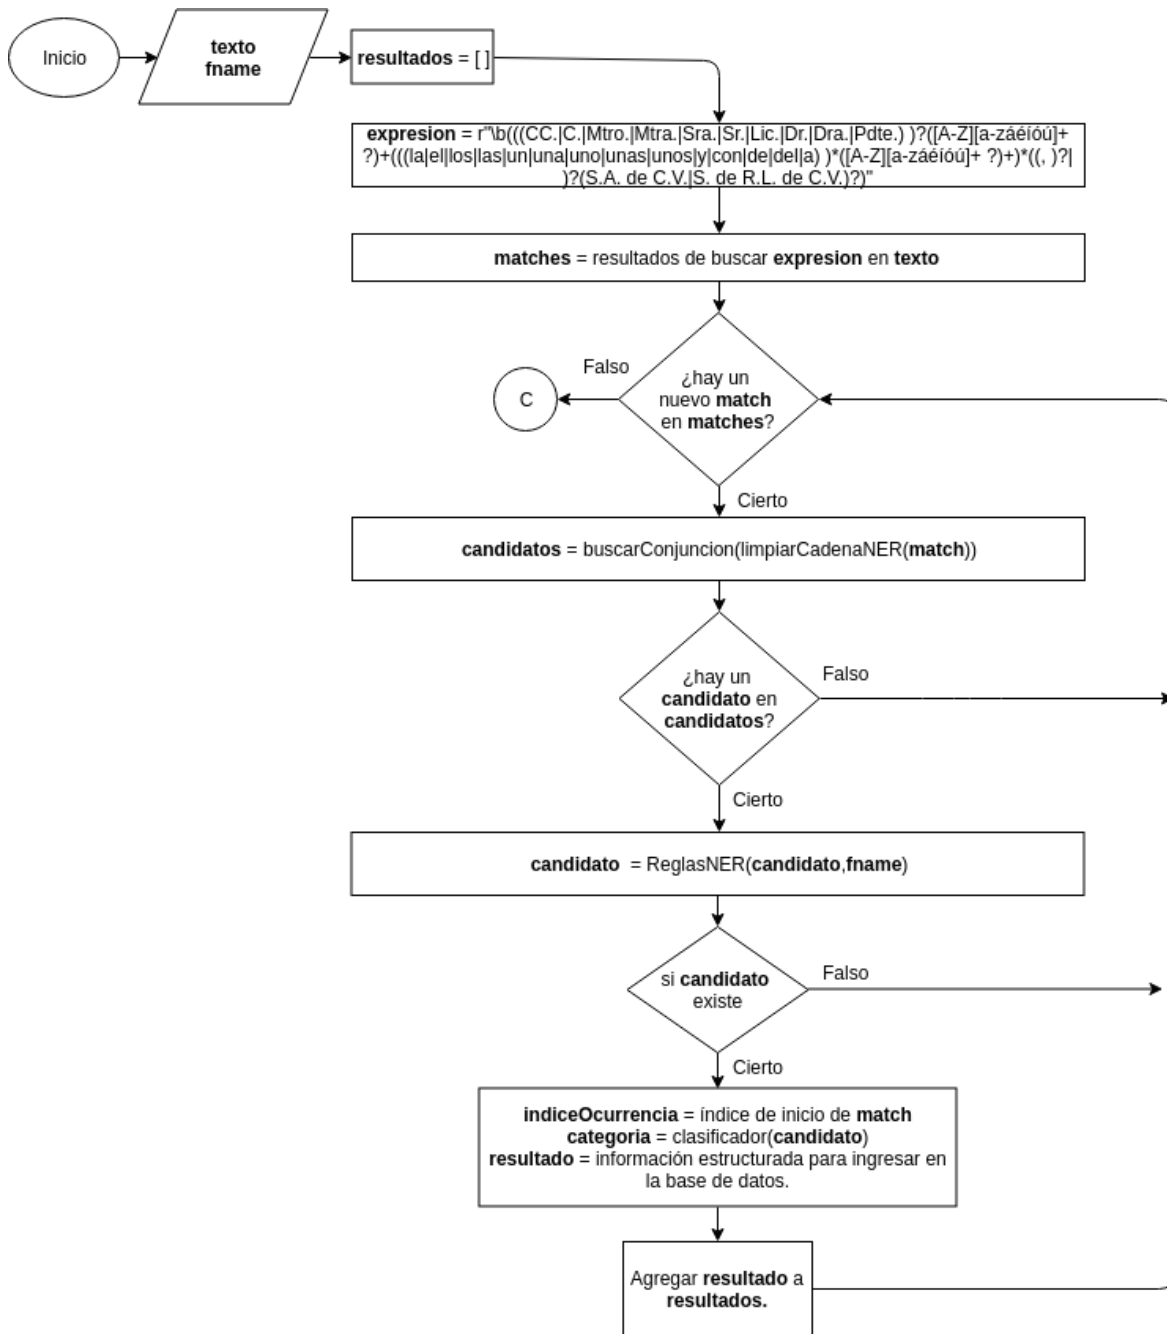 Inicio
texto
fname
resultados = [ ]
expresion = r"\b(((CC.|C.|Mtro.|Mtra.|Sra.|Sr.|Lic.|Dr.|Dra.|Pdte.) )?([A-Z][a-záéíóú]+
?)+(((la|el|los|las|un|una|uno|unas|unos|y|con|de|del|a) )*([A-Z][a-záéíóú]+ ?)+)*((, )?|
)?(S.A. de C.V.|S. de R.L. de C.V.)?)"
matches = resultados de buscar expresion en texto
Falso
¿hay un
nuevo match
en matches?
C
Cierto
candidatos = buscarConjuncion(limpiarCadenaNER(match))
¿hay un
candidato en
candidatos?
Falso
Cierto
candidato = ReglasNER(candidato,fname)
si candidato
existe
Falso
Cierto
indiceOcurrencia = índice de inicio de match
categoria = clasificador(candidato)
resultado = información estructurada para ingresar en
la base de datos.
Agregar resultado a
resultados.